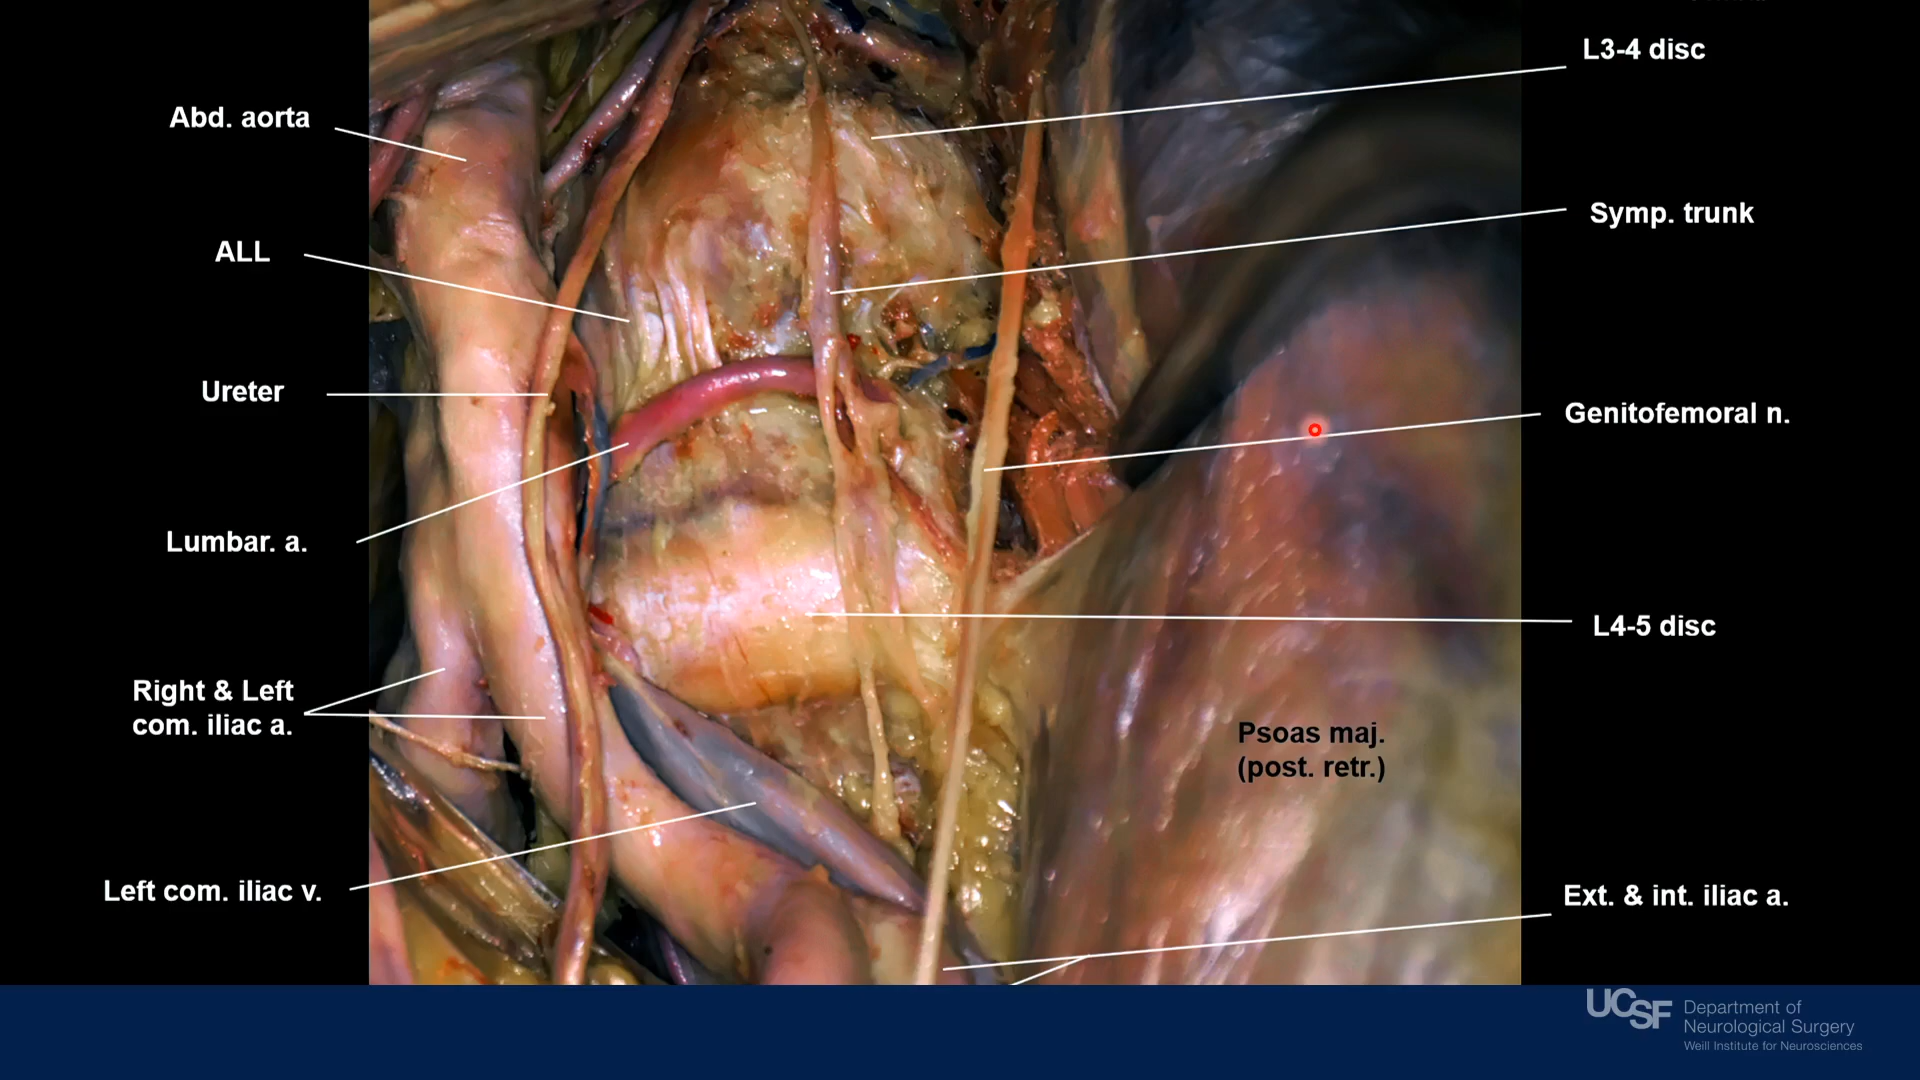 L3-4 disc
Abd. aorta
Symp. trunk
ALL
Ureter
Genitofemoral n.
Lumbar. a.
L4-5 disc
Right & Left
com. iliac a.
Psoas maj.
(post. retr.)
Left com. iliac v.
Ext. & int. iliac a.
UCSF
Department of
Neurological Surgery
Weill Institute for Neurosciences